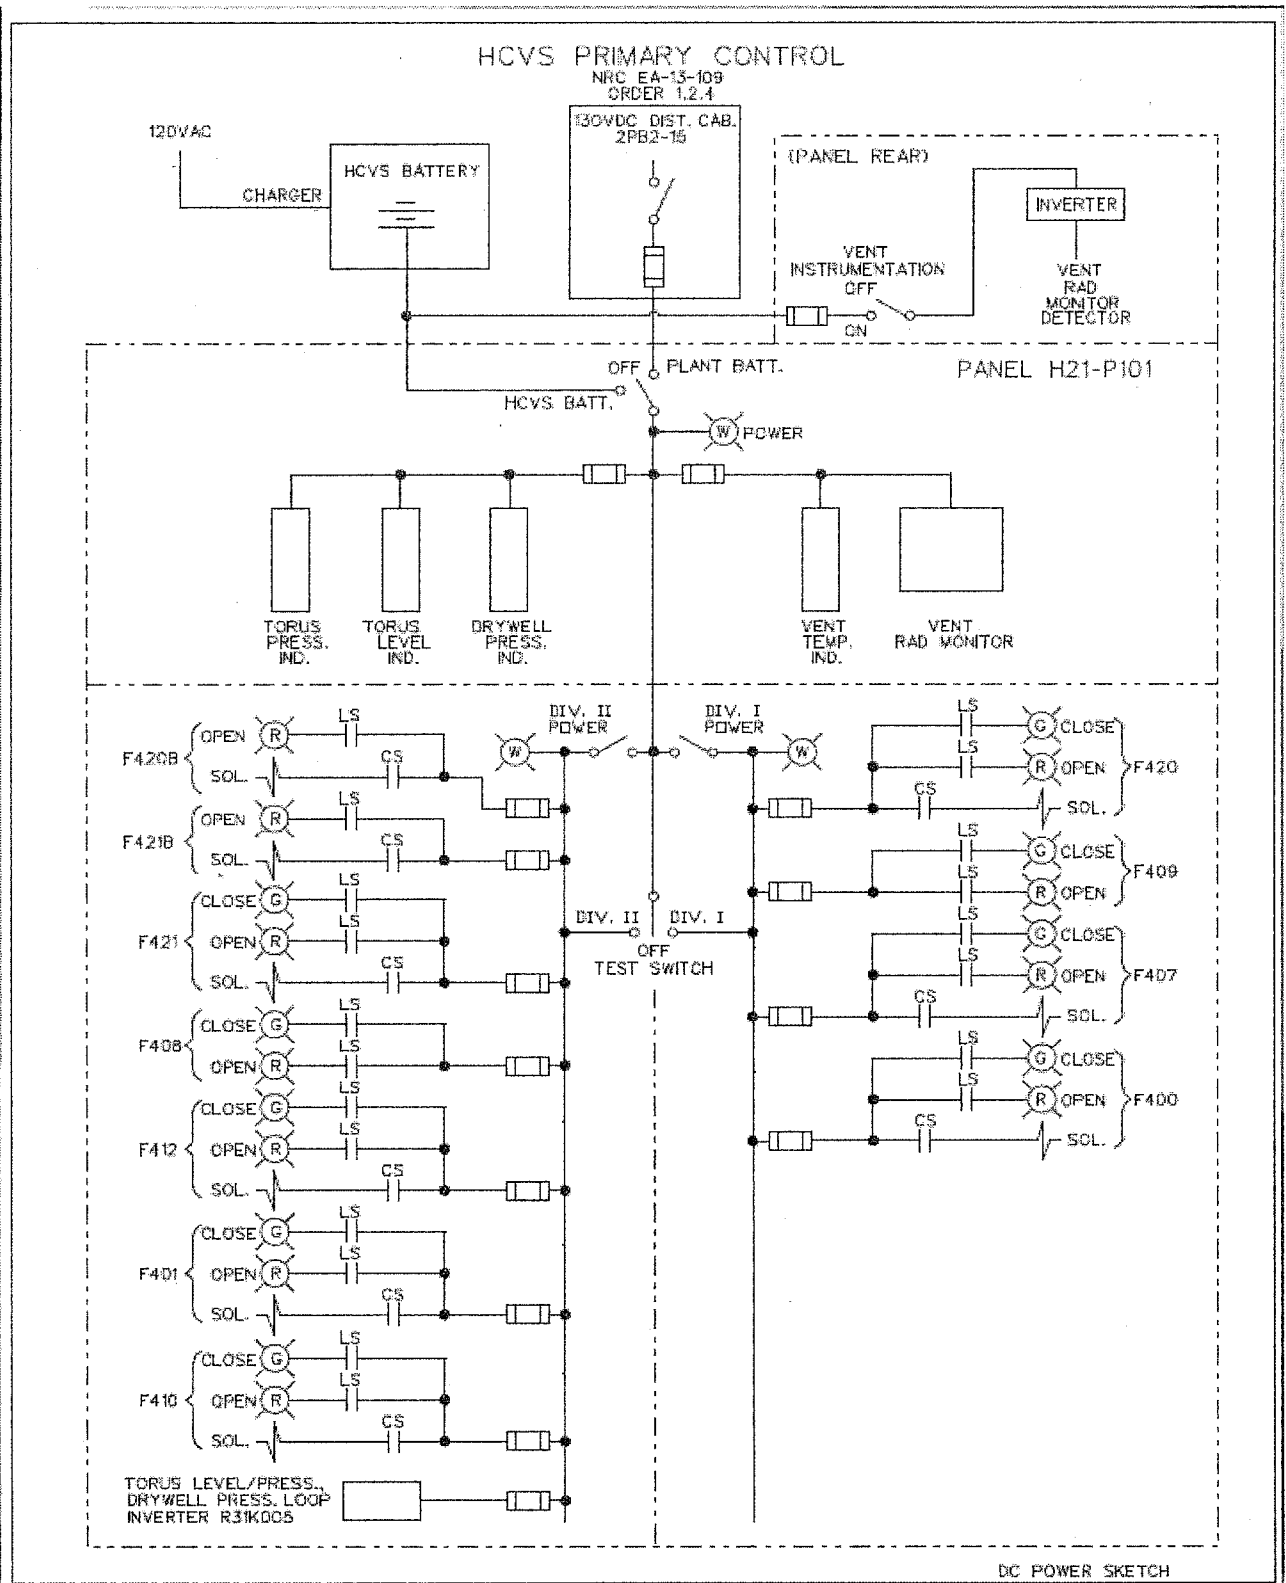 HCVS PRIMARY CONTROL
NRC EA-13-109
ORDER 1.2.4
120VAC
CHARGER
HCVS BATTERY
130VDC DIST. CAB.
2PB2-15
(PANEL REAR)
INVERTER
VENT
INSTRUMENTATION
OFF
ON
VENT
RAD
MONITOR
DETECTOR
OFF
PLANT BATT.
PANEL H21-P101
HCVS BATT.
W
POWER
TORUS
PRESS.
IND.
TORUS
LEVEL
IND.
DRYWELL
PRESS.
IND.
VENT
TEMP.
IND.
VENT
RAD MONITOR
DIV. II
POWER
DIV. I
POWER
W
W
F420B
OPEN R LS
SOL. CS
F421B
OPEN R LS
SOL. CS
F421
CLOSE G LS
OPEN R LS
SOL. CS
F408
CLOSE G LS
OPEN R LS
F412
CLOSE G LS
OPEN R LS
SOL. CS
F401
CLOSE G LS
OPEN R LS
SOL. CS
F410
CLOSE G LS
OPEN R LS
SOL. CS
TORUS LEVEL/PRESS.,
DRYWELL PRESS. LOOP
INVERTER R31K005
DIV. II
DIV. I
OFF
TEST SWITCH
LS G CLOSE
LS R OPEN
CS SOL.
F420
LS G CLOSE
LS R OPEN
F409
LS G CLOSE
LS R OPEN
CS SOL.
F407
LS G CLOSE
LS R OPEN
CS SOL.
F400
DC POWER SKETCH